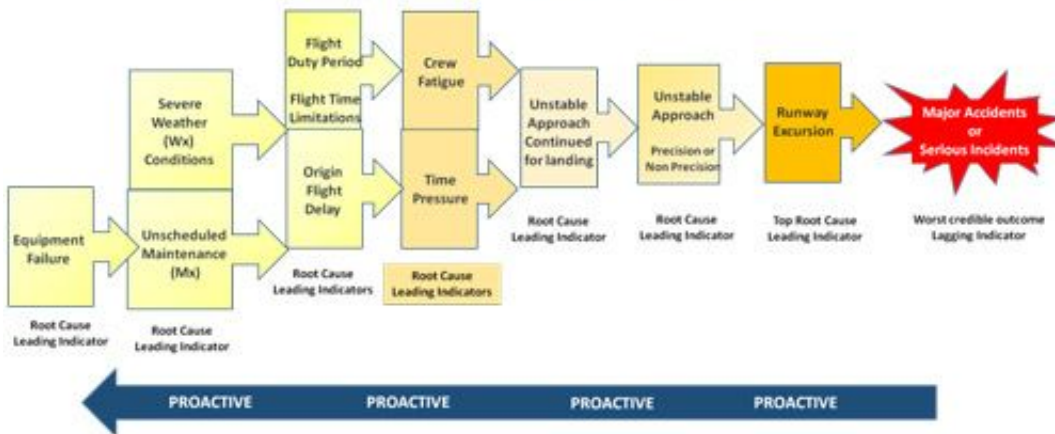 Equipment
Failure
Root Cause
Leading Indicator
Severe
Weather
(Wx)
Conditions
Unscheduled
Maintenance
(Mx)
Root Cause
Leading Indicator
Flight
Duty Period
Flight Time
Limitations
Origin
Flight
Delay
Root Cause
Leading Indicators
Crew
Fatigue
Time
Pressure
Root Cause
Leading Indicators
Unstable
Approach
Continued
for landing
Root Cause
Leading Indicator
Unstable
Approach
Precision or
Non Precision
Root Cause
Leading Indicator
Runway
Excursion
Top Root Cause
Leading Indicator
Major Accidents
or
Serious Incidents
Worst credible outcome
Lagging Indicator
PROACTIVE PROACTIVE PROACTIVE PROACTIVE